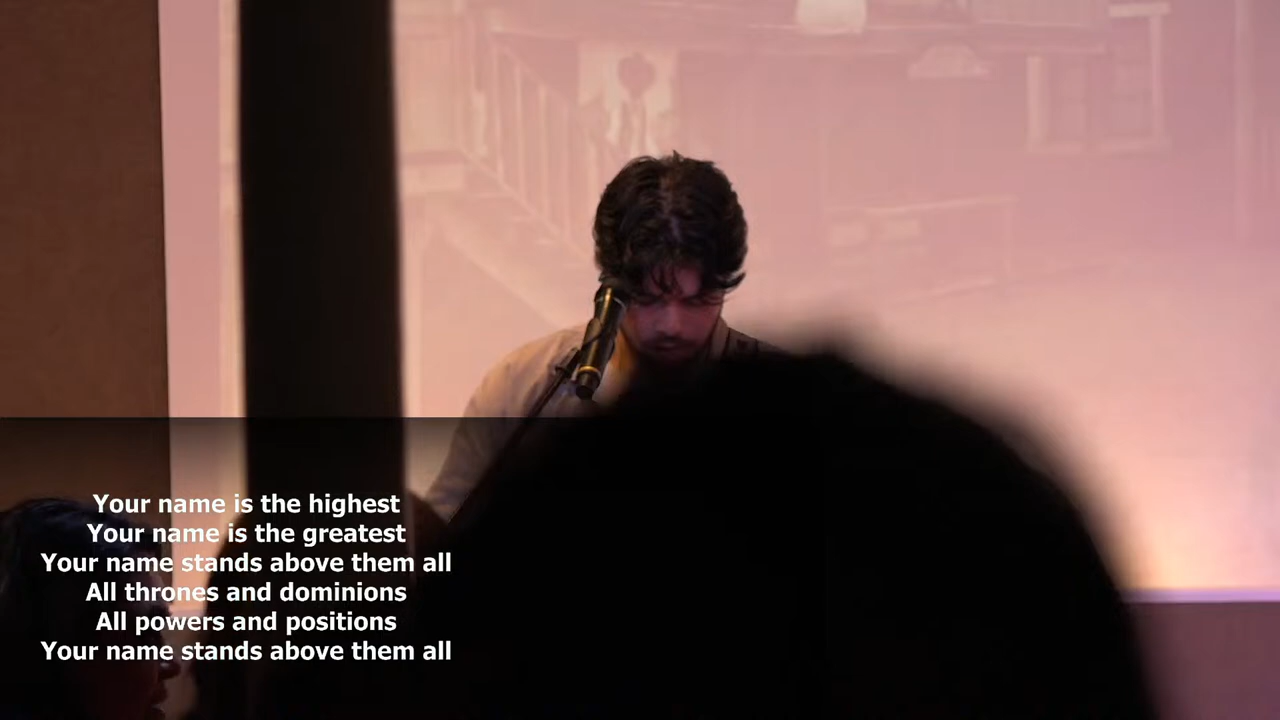 Your name is the highest
Your name is the greatest
Your name stands above them all
All thrones and dominions
All powers and positions
Your name stands above them all